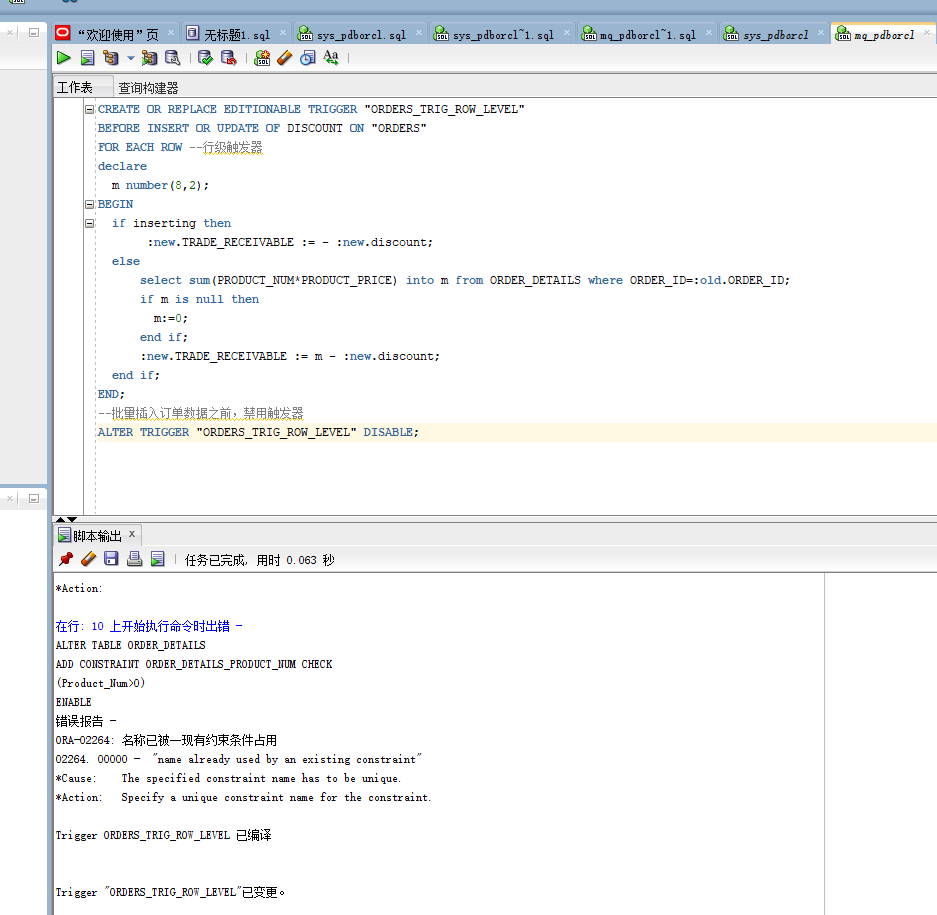 “欢迎使用”页
无标题1.sql
sys_pdborcl.sql
sys_pdborcl~1.sql
mq_pdborcl~1.sql
sys_pdborcl
mq_pdborcl
工作表
查询构建器
CREATE OR REPLACE EDITIONABLE TRIGGER "ORDERS_TRIG_ROW_LEVEL"
BEFORE INSERT OR UPDATE OF DISCOUNT ON "ORDERS"
FOR EACH ROW --行级触发器
declare
m number(8,2);
BEGIN
if inserting then
:new.TRADE_RECEIVABLE := - :new.discount;
else
select sum(PRODUCT_NUM*PRODUCT_PRICE) into m from ORDER_DETAILS where ORDER_ID=:old.ORDER_ID;
if m is null then
m:=0;
end if;
:new.TRADE_RECEIVABLE := m - :new.discount;
end if;
END;
--批量插入订单数据之前，禁用触发器
ALTER TRIGGER "ORDERS_TRIG_ROW_LEVEL" DISABLE;
脚本输出
任务已完成, 用时 0.063 秒
*Action:
在行: 10 上开始执行命令时出错 -
ALTER TABLE ORDER_DETAILS
ADD CONSTRAINT ORDER_DETAILS_PRODUCT_NUM CHECK
(Product_Num>0)
ENABLE
错误报告 -
ORA-02264: 名称已被一现有约束条件占用
02264. 00000 - "name already used by an existing constraint"
*Cause: The specified constraint name has to be unique.
*Action: Specify a unique constraint name for the constraint.
Trigger ORDERS_TRIG_ROW_LEVEL 已编译
Trigger "ORDERS_TRIG_ROW_LEVEL"已变更。